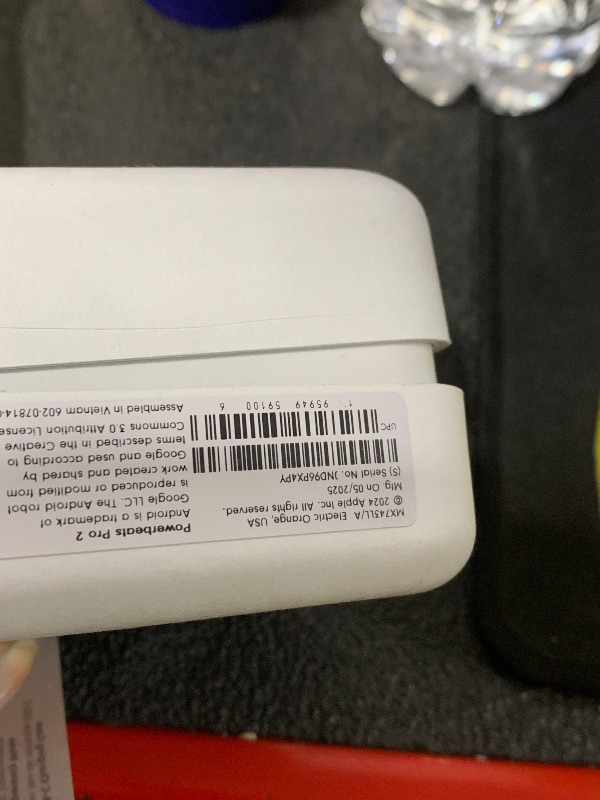 MX743LL/A Electric Orange, USA
© 2024 Apple Inc. All rights reserved.
Mfg. On 05/2025
(S) Serial No. JND96PX4PY
UPC
1 95949 59100 6
Powerbeats Pro 2
Android is a trademark of
Google LLC. The Android robot
is reproduced or modified from
work created and shared by
Google and used according to
terms described in the Creative
Commons 3.0 Attribution License
Assembled in Vietnam 602-07814-